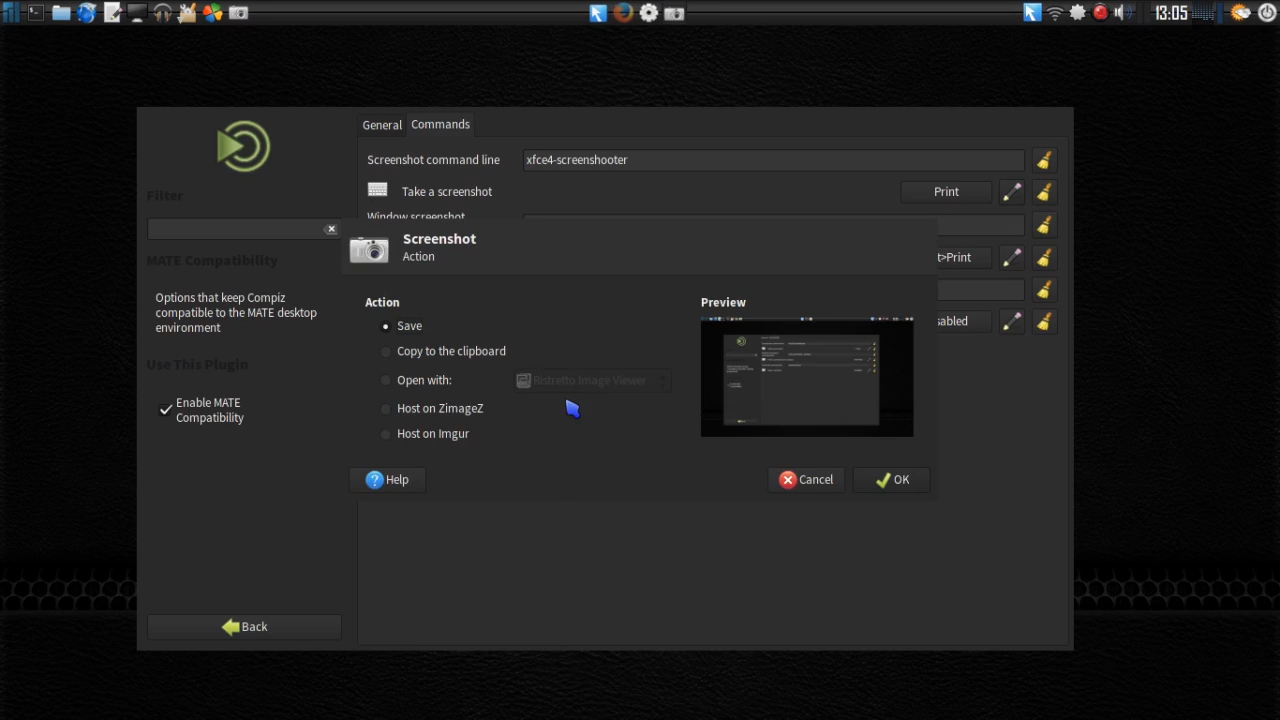 13:05
General
Commands
Screenshot command line
xfce4-screenshooter
Filter
Take a screenshot
Print
Window screenshot
Screenshot
Action
>Print
MATE Compatibility
Options that keep Compiz
compatible to the MATE desktop
environment
Action
Preview
Save
Copy to the clipboard
Open with:
Ristretto Image Viewer
Host on ZimageZ
Host on Imgur
Use This Plugin
Enable MATE
Compatibility
Help
Cancel
OK
Back